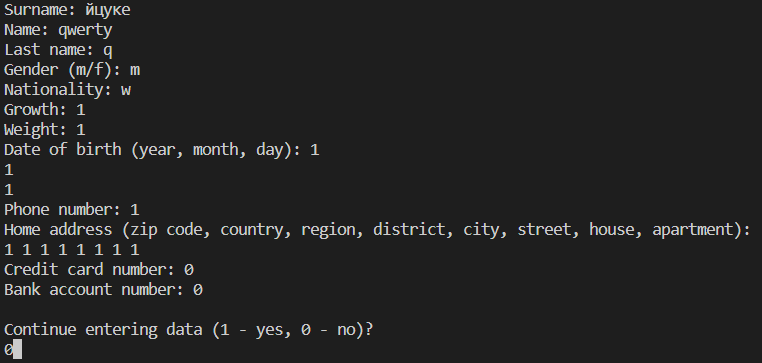 Surname: йцуке
Name: qwerty
Last name: q
Gender (m/f): m
Nationality: w
Growth: 1
Weight: 1
Date of birth (year, month, day): 1
1
1
Phone number: 1
Home address (zip code, country, region, district, city, street, house, apartment):
1 1 1 1 1 1 1 1
Credit card number: 0
Bank account number: 0
Continue entering data (1 - yes, 0 - no)?
0